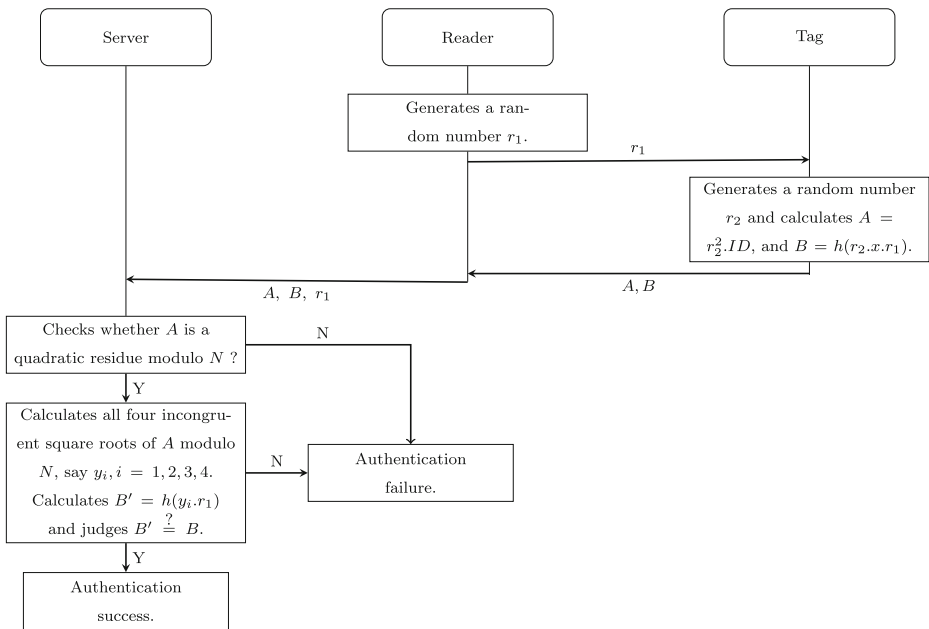 Server
Reader
Tag
Generates a ran-
dom number r₁.
r₁
Generates a random number
r₂ and calculates A =
r₂².ID, and B = h(r₂.x.r₁).
A, B
A, B, r₁
Checks whether A is a
quadratic residue modulo N ?
N
Y
Calculates all four incongru-
ent square roots of A modulo
N, say yᵢ, i = 1, 2, 3, 4.
Calculates B′ = h(yᵢ.r₁)
and judges B′ ≟ B.
N
Authentication
failure.
Y
Authentication
success.